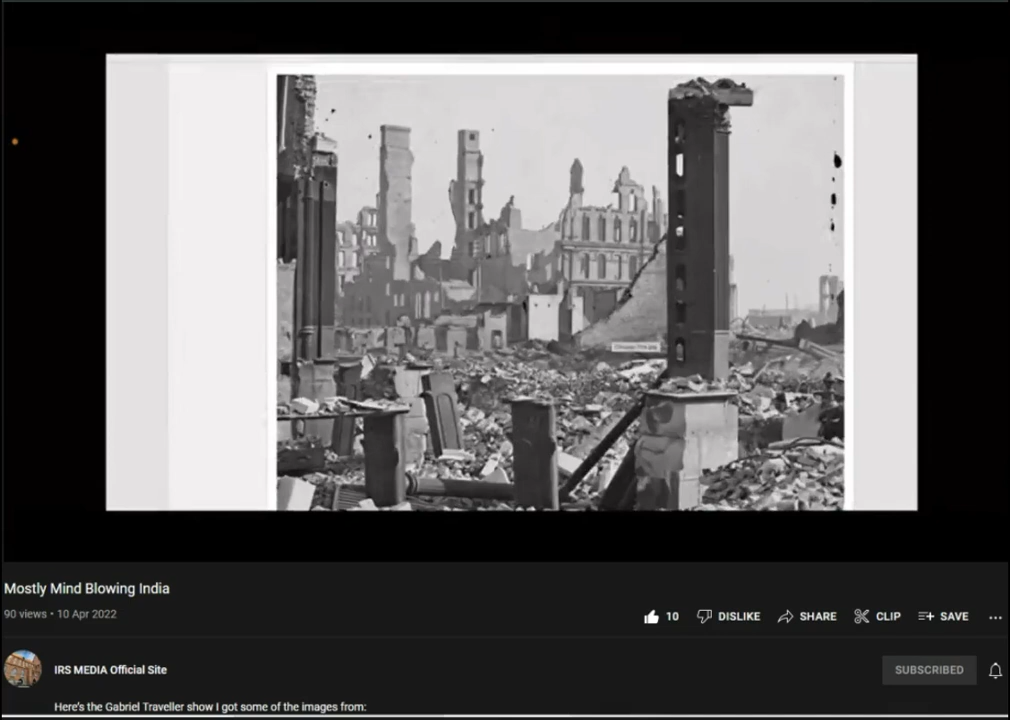 Mostly Mind Blowing India
90 views • 10 Apr 2022
10 DISLIKE SHARE CLIP SAVE ...
IRS MEDIA Official Site
SUBSCRIBED
Here's the Gabriel Traveller show I got some of the images from: